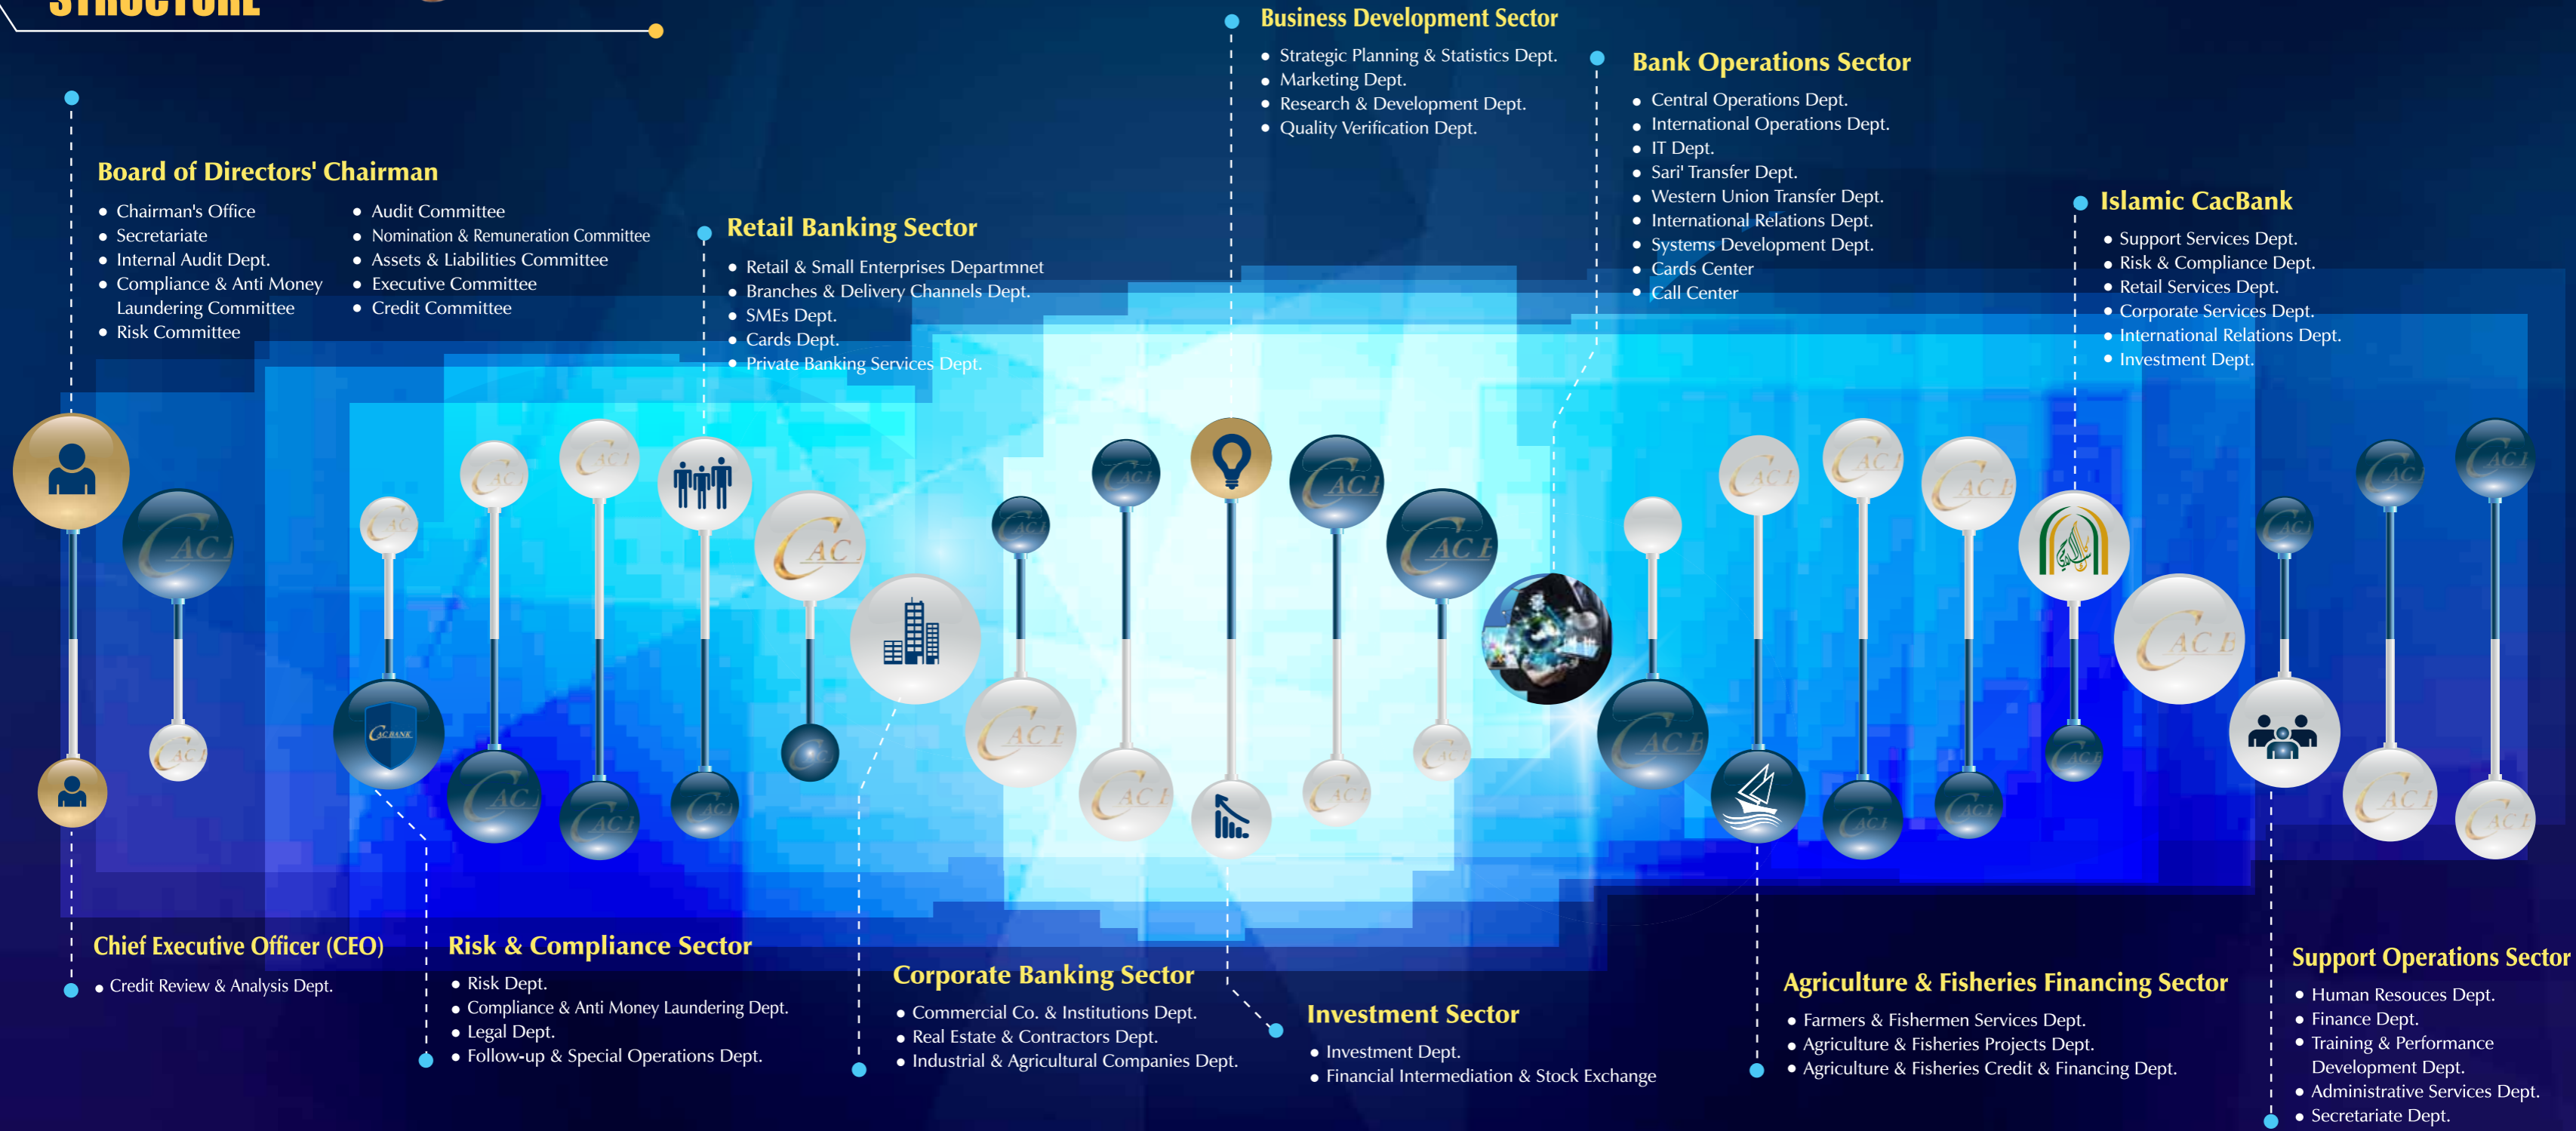 STRUCTURE
Board of Directors' Chairman
• Chairman's Office
• Secretariate
• Internal Audit Dept.
• Compliance & Anti Money
Laundering Committee
• Risk Committee
• Audit Committee
• Nomination & Remuneration Committee
• Assets & Liabilities Committee
• Executive Committee
• Credit Committee
Retail Banking Sector
• Retail & Small Enterprises Departmnet
• Branches & Delivery Channels Dept.
• SMEs Dept.
• Cards Dept.
• Private Banking Services Dept.
Business Development Sector
• Strategic Planning & Statistics Dept.
• Marketing Dept.
• Research & Development Dept.
• Quality Verification Dept.
Bank Operations Sector
• Central Operations Dept.
• International Operations Dept.
• IT Dept.
• Sari' Transfer Dept.
• Western Union Transfer Dept.
• International Relations Dept.
• Systems Development Dept.
• Cards Center
• Call Center
Islamic CacBank
• Support Services Dept.
• Risk & Compliance Dept.
• Retail Services Dept.
• Corporate Services Dept.
• International Relations Dept.
• Investment Dept.
CAC BANK
Chief Executive Officer (CEO)
• Credit Review & Analysis Dept.
Risk & Compliance Sector
• Risk Dept.
• Compliance & Anti Money Laundering Dept.
• Legal Dept.
• Follow-up & Special Operations Dept.
Corporate Banking Sector
• Commercial Co. & Institutions Dept.
• Real Estate & Contractors Dept.
• Industrial & Agricultural Companies Dept.
Investment Sector
• Investment Dept.
• Financial Intermediation & Stock Exchange
Agriculture & Fisheries Financing Sector
• Farmers & Fishermen Services Dept.
• Agriculture & Fisheries Projects Dept.
• Agriculture & Fisheries Credit & Financing Dept.
Support Operations Sector
• Human Resouces Dept.
• Finance Dept.
• Training & Performance
Development Dept.
• Administrative Services Dept.
• Secretariate Dept.